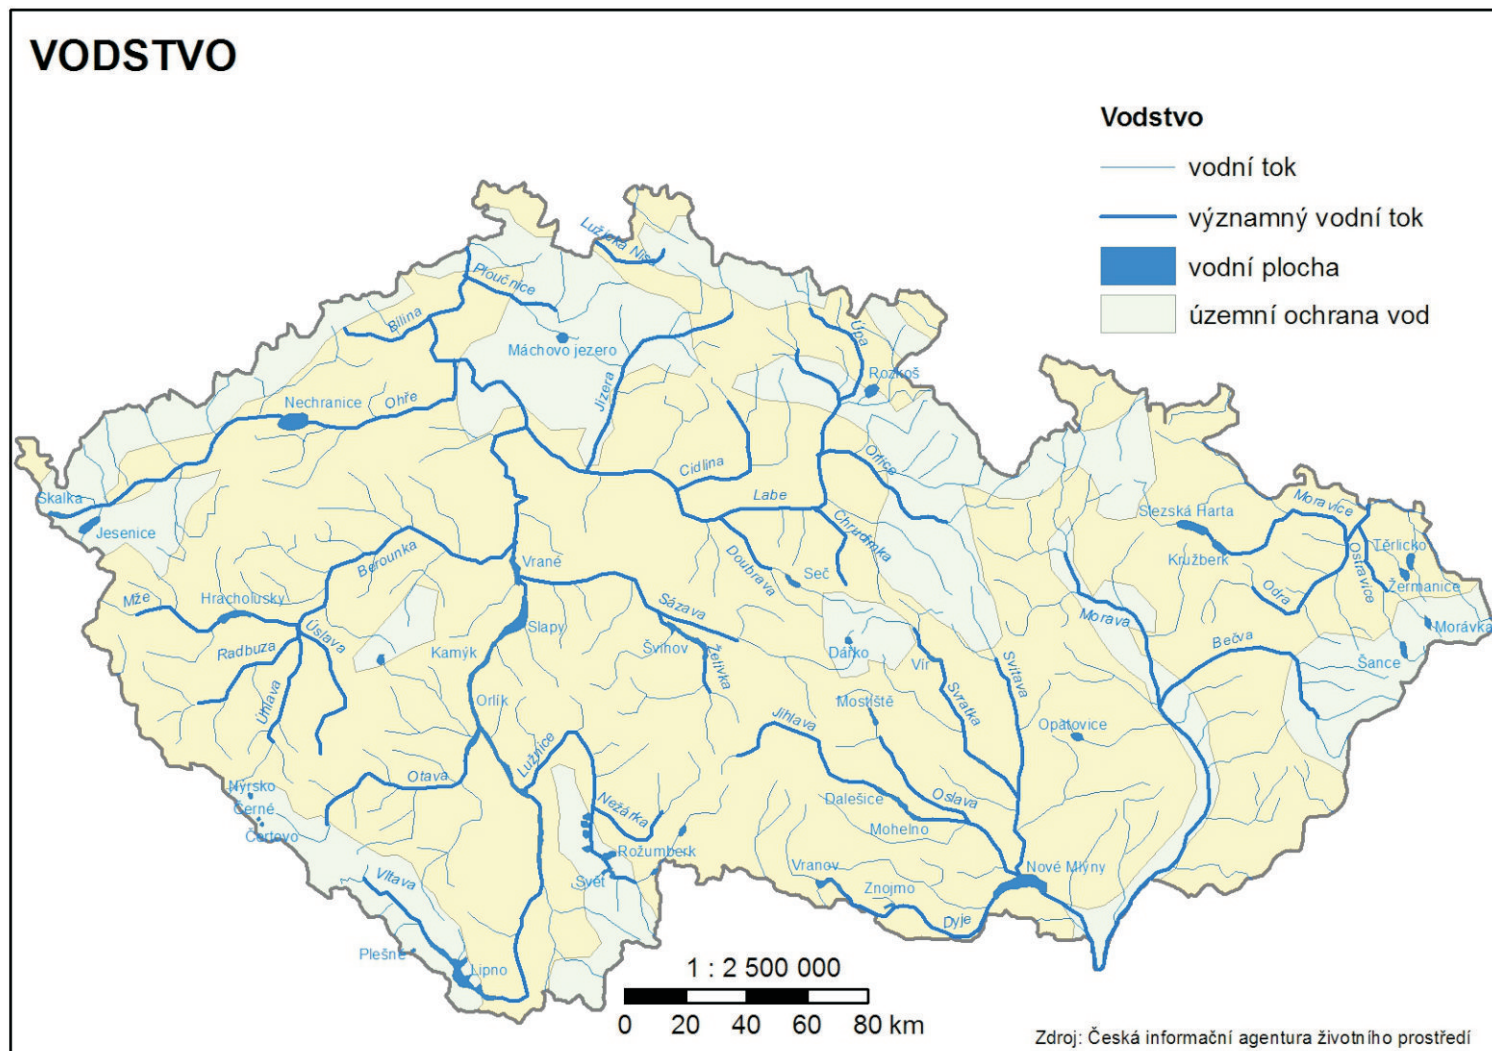 VODSTVO
Vodstvo
vodní tok
významný vodní tok
vodní plocha
územní ochrana vod
Lužická Nisa
Ploučnice
Bílina
Máchovo jezero
Jizera
Úpa
Rozkoš
Nechranice
Ohře
Cidlina
Orlice
Labe
Skalka
Jesenice
Chrudimka
Doubrava
Seč
Slezská Harta
Moravice
Kružberk
Ostravice
Těrlicko
Žermanice
Odra
Morávka
Šance
Bečva
Morava
Berounka
Vrané
Mže
Hracholusky
Úslava
Radbuza
Úhlava
Kamýk
Slapy
Sázava
Švihov
Želivka
Dářko
Vír
Svitava
Svratka
Mostiště
Opatovice
Orlík
Jihlava
Lužnice
Otava
Nýrsko
Černé
Čertovo
Nežárka
Dalešice
Oslava
Mohelno
Rožumberk
Svět
Vranov
Znojmo
Nové Mlýny
Dyje
Vltava
Plešné
Lipno
1 : 2 500 000
0 20 40 60 80 km
Zdroj: Česká informační agentura životního prostředí